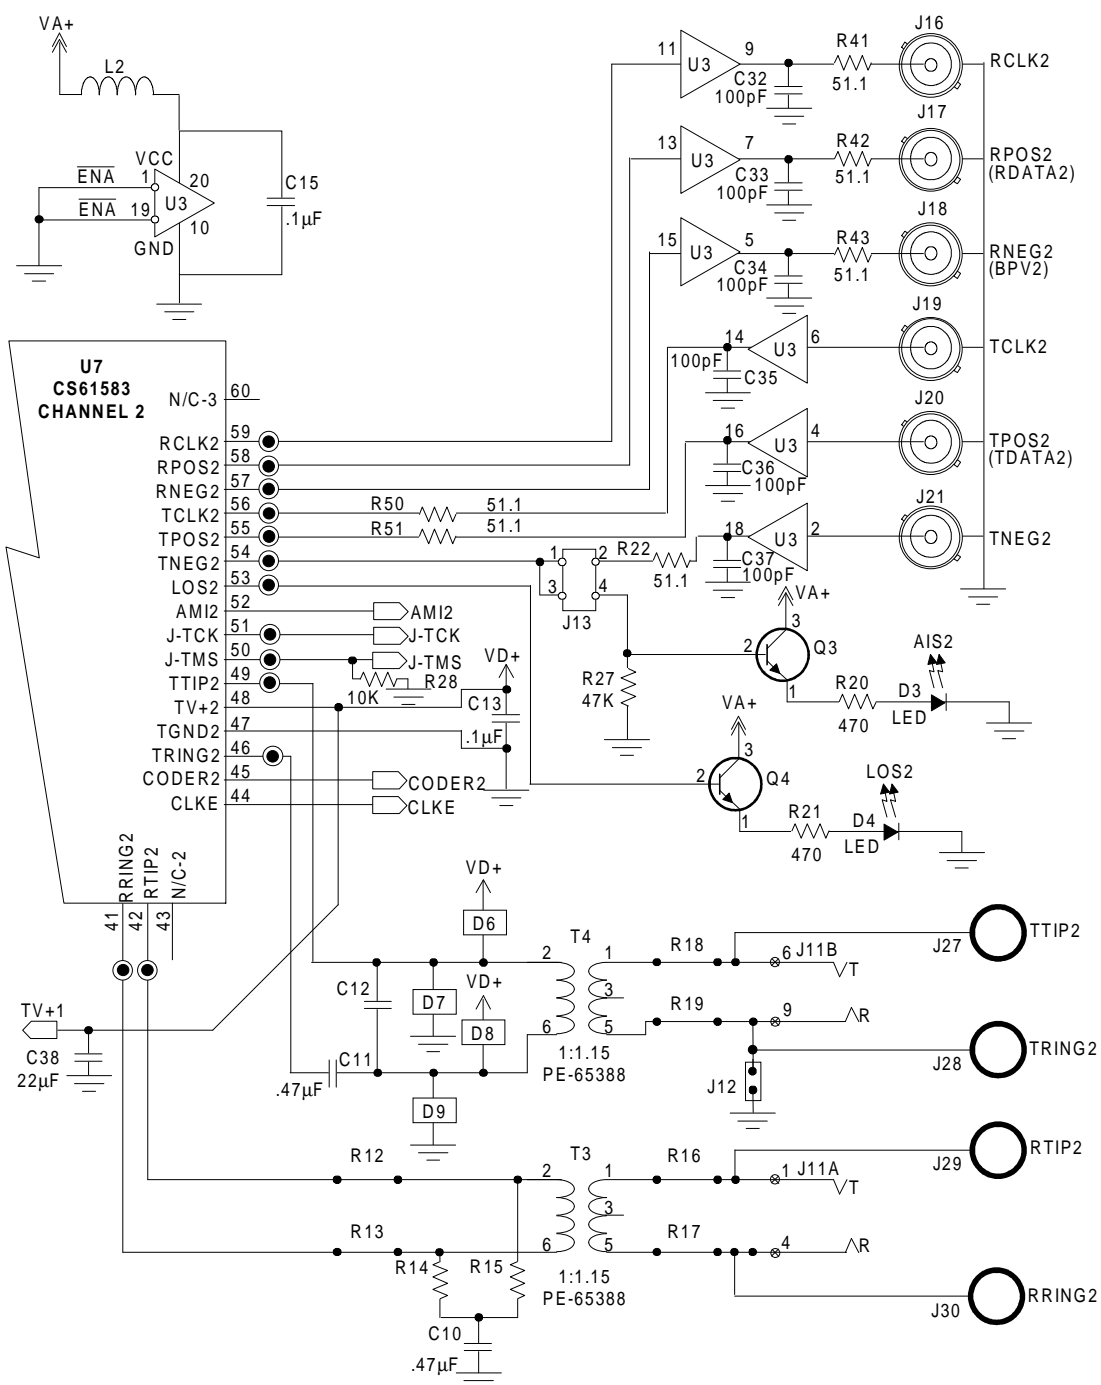 VA+
L2
VCC
ENA
1
20
U3
ENA
19
10
GND
C15
.1µF
11
U3
9
C32
100pF
R41
51.1
J16
RCLK2
13
U3
7
C33
100pF
R42
51.1
J17
RPOS2
(RDATA2)
15
U3
5
C34
100pF
R43
51.1
J18
RNEG2
(BPV2)
14
U3
6
100pF
C35
J19
TCLK2
16
U3
4
C36
100pF
J20
TPOS2
(TDATA2)
18
U3
2
C37
100pF
J21
TNEG2
U7
CS61583
CHANNEL 2
N/C-3 60
RCLK2 59
RPOS2 58
RNEG2 57
TCLK2 56
R50 51.1
TPOS2 55
R51 51.1
TNEG2 54
1 2
R22
51.1
3 4
J13
LOS2 53
AMI2 52
AMI2
J-TCK 51
J-TCK
J-TMS 50
J-TMS
R28
10K
TTIP2 49
TV+2 48
VD+
C13
.1µF
TGND2 47
TRING2 46
CODER2 45
CODER2
CLKE 44
CLKE
R27
47K
VA+
3
2
Q3
1
R20
470
AIS2
D3
LED
VA+
3
2
Q4
1
R21
470
LOS2
D4
LED
RRING2
41
RTIP2
42
N/C-2
43
TV+1
C38
22µF
VD+
D6
C12
D7
VD+
D8
C11
.47µF
D9
T4
2
1
3
6
5
1:1.15
PE-65388
R18
6
J11B
T
J27
TTIP2
R19
9
R
J28
TRING2
J12
R12
R13
R14
R15
C10
.47µF
T3
2
1
3
6
5
1:1.15
PE-65388
R16
1
J11A
T
J29
RTIP2
R17
4
R
J30
RRING2